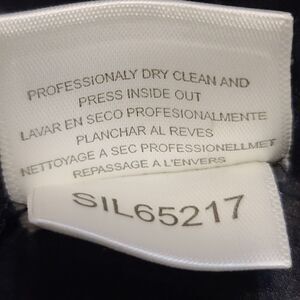 PROFESSIONALY DRY CLEAN AND
PRESS INSIDE OUT
LAVAR EN SECO PROFESIONALMENTE
PLANCHAR AL REVES
NETTOYAGE A SEC PROFESSIONELLMET
REPASSAGE A L'ENVERS
SIL65217